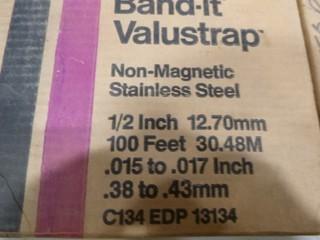 Band-It
Valustrap
Non-Magnetic
Stainless Steel
1/2 Inch 12.70mm
100 Feet 30.48M
.015 to .017 Inch
.38 to .43mm
C134 EDP 13134